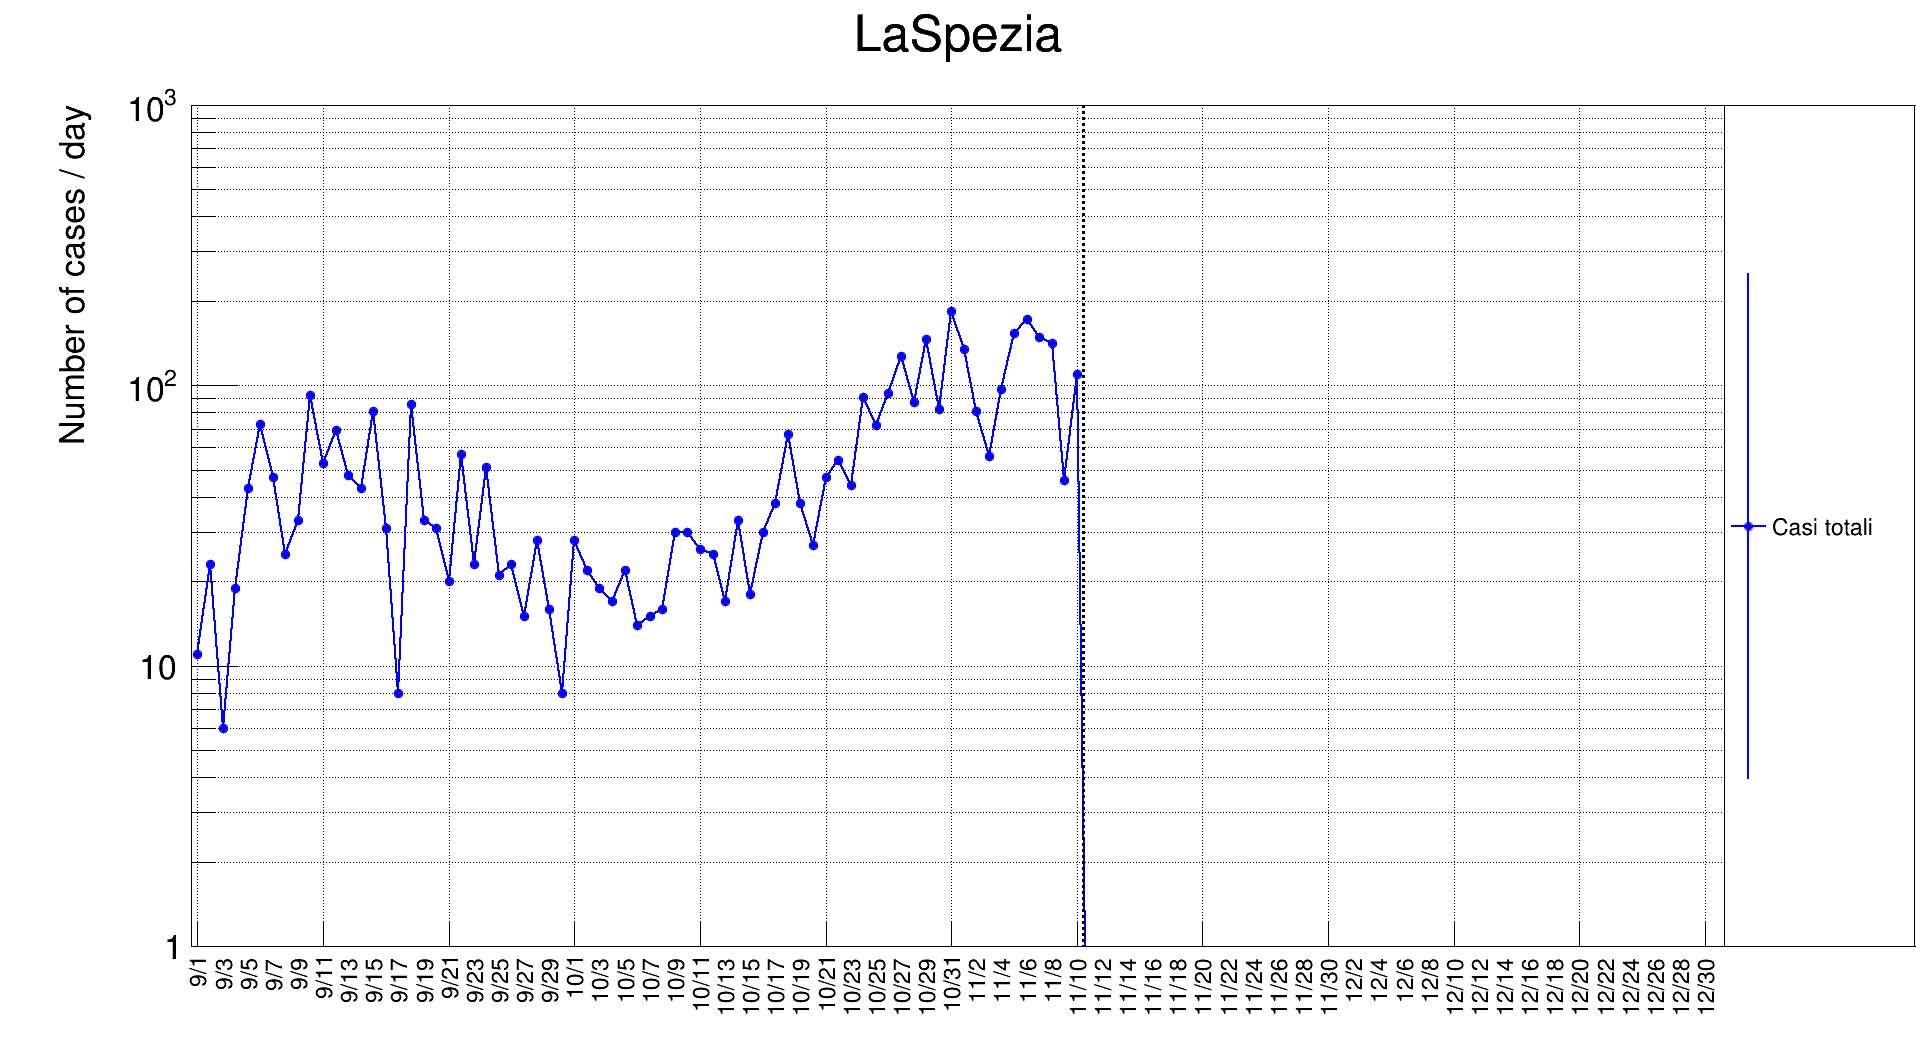 LaSpezia
Number of cases / day
10³
10²
10
1
9/1 9/3 9/5 9/7 9/9 9/11 9/13 9/15 9/17 9/19 9/21 9/23 9/25 9/27 9/29 10/1 10/3 10/5 10/7 10/9 10/11 10/13 10/15 10/17 10/19 10/21 10/23 10/25 10/27 10/29 10/31 11/2 11/4 11/6 11/8 11/10 11/12 11/14 11/16 11/18 11/20 11/22 11/24 11/26 11/28 11/30 12/2 12/4 12/6 12/8 12/10 12/12 12/14 12/16 12/18 12/20 12/22 12/24 12/26 12/28 12/30
Casi totali